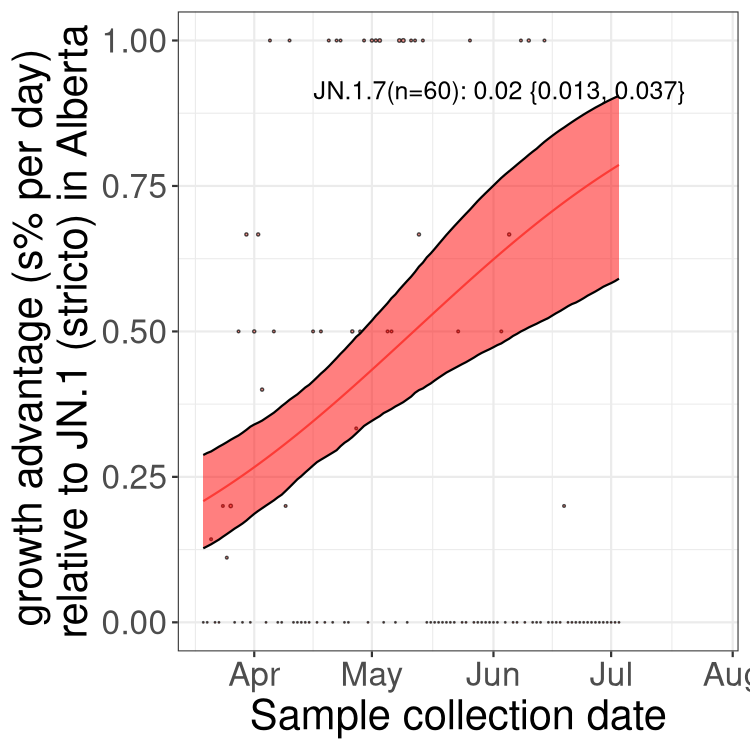 growth advantage (s% per day)
relative to JN.1 (stricto) in Alberta
1.00
0.75
0.50
0.25
0.00
JN.1.7(n=60): 0.02 {0.013, 0.037}
Apr May Jun Jul Aug
Sample collection date